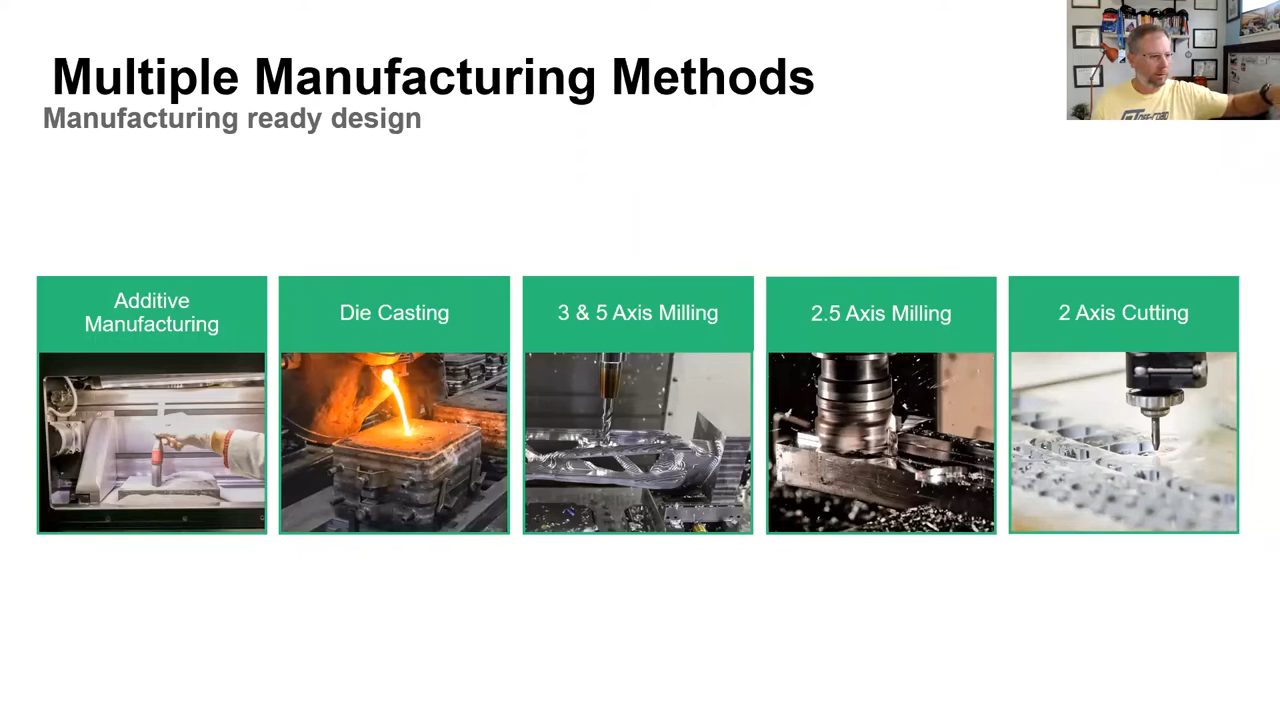 Multiple Manufacturing Methods
Manufacturing ready design
Additive
Manufacturing
Die Casting
3 & 5 Axis Milling
2.5 Axis Milling
2 Axis Cutting